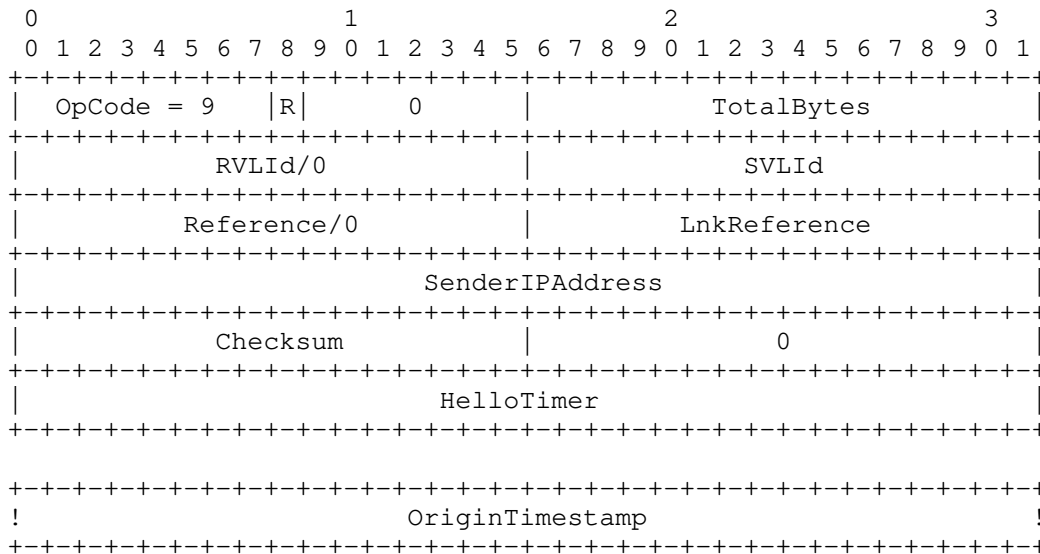 0                   1                   2                   3
 0 1 2 3 4 5 6 7 8 9 0 1 2 3 4 5 6 7 8 9 0 1 2 3 4 5 6 7 8 9 0 1
+-+-+-+-+-+-+-+-+-+-+-+-+-+-+-+-+-+-+-+-+-+-+-+-+-+-+-+-+-+-+-+-+
|  OpCode = 9   |R|      0      |           TotalBytes          |
+-+-+-+-+-+-+-+-+-+-+-+-+-+-+-+-+-+-+-+-+-+-+-+-+-+-+-+-+-+-+-+-+
|            RVLId/0            |             SVLId             |
+-+-+-+-+-+-+-+-+-+-+-+-+-+-+-+-+-+-+-+-+-+-+-+-+-+-+-+-+-+-+-+-+
|          Reference/0          |         LnkReference          |
+-+-+-+-+-+-+-+-+-+-+-+-+-+-+-+-+-+-+-+-+-+-+-+-+-+-+-+-+-+-+-+-+
|                         SenderIPAddress                       |
+-+-+-+-+-+-+-+-+-+-+-+-+-+-+-+-+-+-+-+-+-+-+-+-+-+-+-+-+-+-+-+-+
|            Checksum           |               0               |
+-+-+-+-+-+-+-+-+-+-+-+-+-+-+-+-+-+-+-+-+-+-+-+-+-+-+-+-+-+-+-+-+
|                          HelloTimer                           |
+-+-+-+-+-+-+-+-+-+-+-+-+-+-+-+-+-+-+-+-+-+-+-+-+-+-+-+-+-+-+-+-+
+-+-+-+-+-+-+-+-+-+-+-+-+-+-+-+-+-+-+-+-+-+-+-+-+-+-+-+-+-+-+-+-+
!                        OriginTimestamp                        !
+-+-+-+-+-+-+-+-+-+-+-+-+-+-+-+-+-+-+-+-+-+-+-+-+-+-+-+-+-+-+-+-+